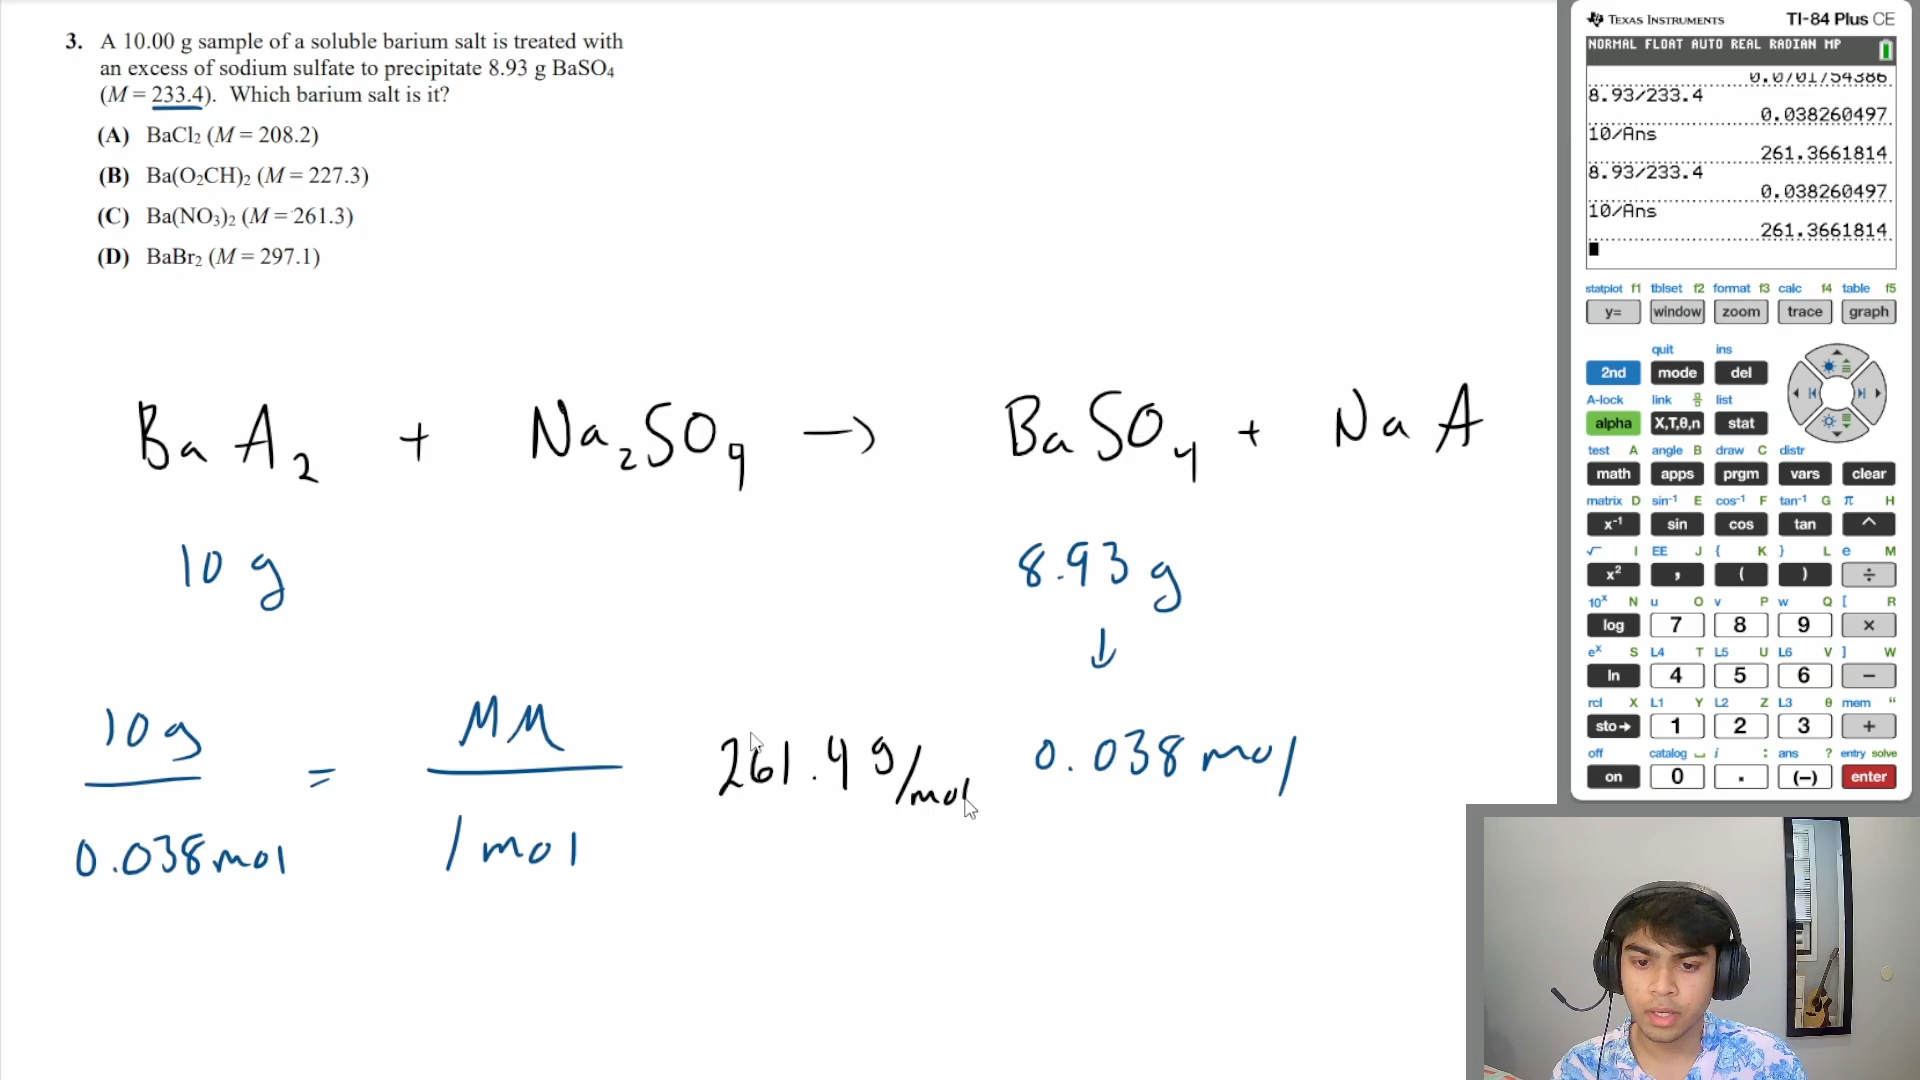 3. A 10.00 g sample of a soluble barium salt is treated with
an excess of sodium sulfate to precipitate 8.93 g BaSO4
(M = 233.4). Which barium salt is it?
(A) BaCl2 (M = 208.2)
(B) Ba(O2CH)2 (M = 227.3)
(C) Ba(NO3)2 (M = 261.3)
(D) BaBr2 (M = 297.1)
BaA2 + Na2SO4 → BaSO4 + NaA
10 g 8.93 g
↓
10g / 0.038 mol = MM / 1 mol 261.4 g/mol 0.038 mol
TEXAS INSTRUMENTS TI-84 Plus CE
NORMAL FLOAT AUTO REAL RADIAN MP
0.0701754386
8.93/233.4
0.038260497
10/Ans
261.3661814
8.93/233.4
0.038260497
10/Ans
261.3661814
statplot f1 tblset f2 format f3 calc f4 table f5
y= window zoom trace graph
quit ins
2nd mode del
A-lock link list
alpha X,T,θ,n stat
test A angle B draw C distr
math apps prgm vars clear
matrix D sin-1 E cos-1 F tan-1 G π H
x-1 sin cos tan ^
√ I EE J { K } L e M
x2 , ( ) ÷
10x N u O v P w Q [ R
log 7 8 9 ×
ex S L4 T L5 U L6 V ] W
ln 4 5 6 −
rcl X L1 Y L2 Z L3 θ mem "
sto→ 1 2 3 +
off catalog i : ans ? entry solve
on 0 . (−) enter